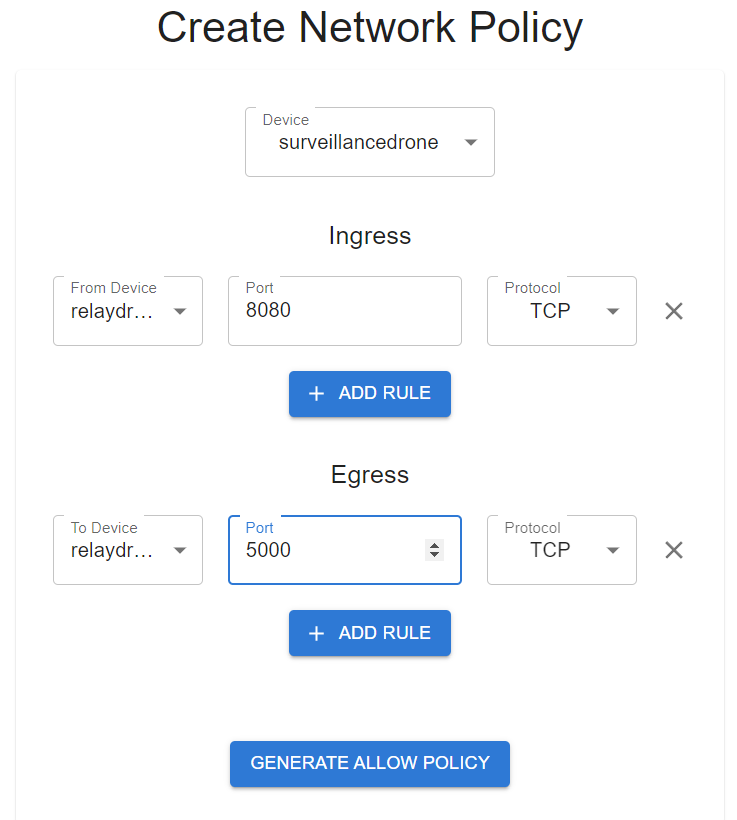 Create Network Policy
Device
surveillancedrone
Ingress
From Device Port Protocol
relaydr... 8080 TCP
+ ADD RULE
Egress
To Device Port Protocol
relaydr... 5000 TCP
+ ADD RULE
GENERATE ALLOW POLICY